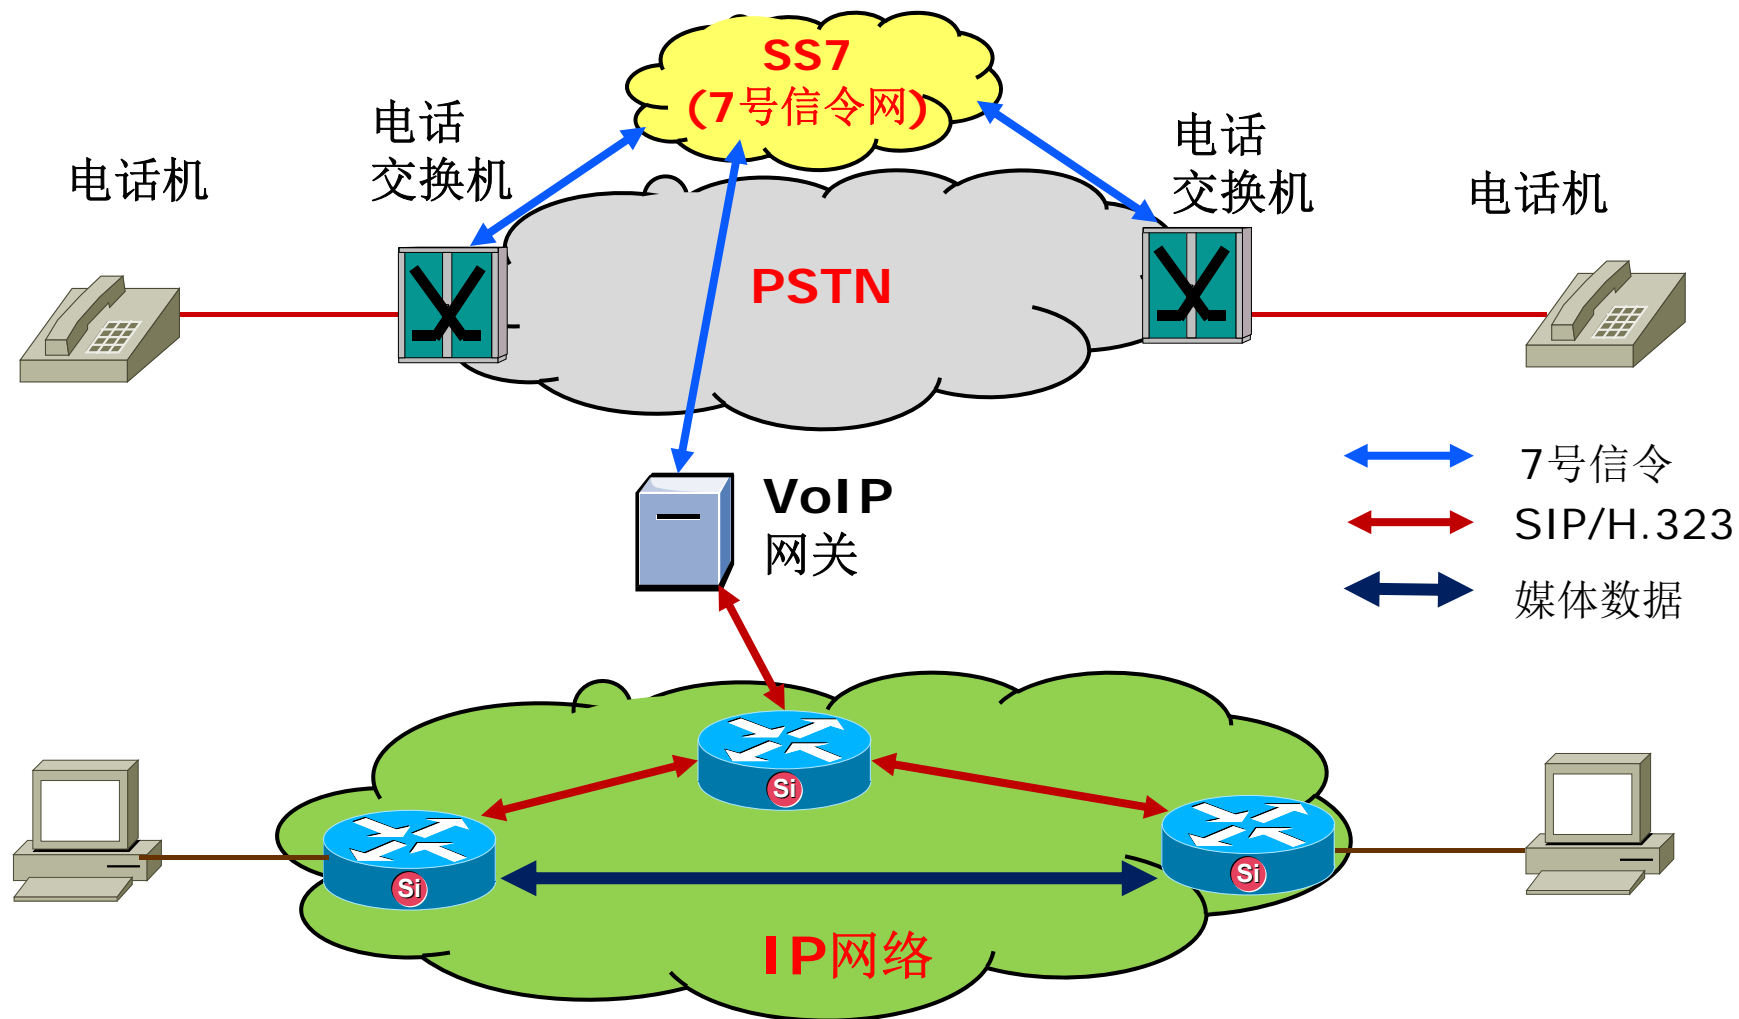 SS7
(7号信令网)
电话
交换机
电话机
电话
交换机
电话机
PSTN
7号信令
SIP/H.323
媒体数据
VoIP
网关
Si
Si
Si
IP网络